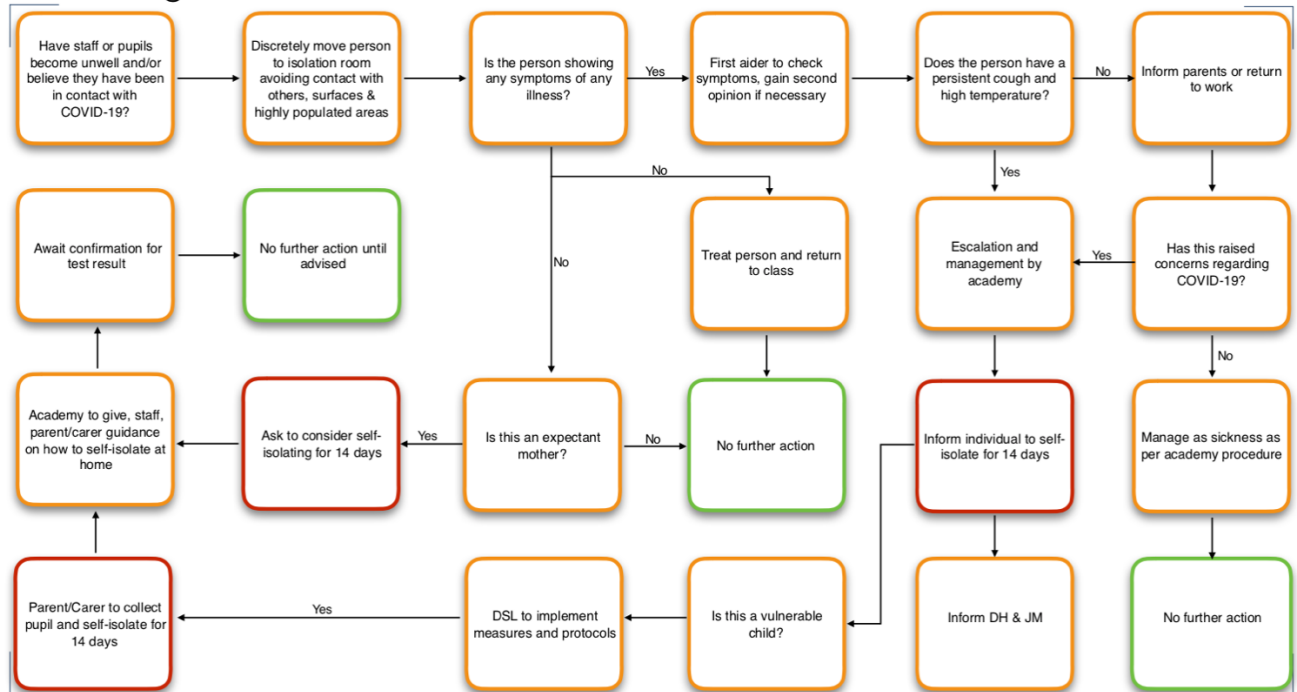 Have staff or pupils
become unwell and/or
believe they have been
in contact with
COVID-19?
Discretely move person
to isolation room
avoiding contact with
others, surfaces &
highly populated areas
Is the person showing
any symptoms of any
illness?
Yes
First aider to check
symptoms, gain second
opinion if necessary
Does the person have a
persistent cough and
high temperature?
No
Inform parents or return
to work
No
Yes
Await confirmation for
test result
No further action until
advised
No
Treat person and return
to class
Escalation and
management by
academy
Yes
Has this raised
concerns regarding
COVID-19?
No
Academy to give, staff,
parent/carer guidance
on how to self-isolate at
home
Ask to consider self-
isolating for 14 days
Yes
Is this an expectant
mother?
No
No further action
Inform individual to self-
isolate for 14 days
Manage as sickness as
per academy procedure
Parent/Carer to collect
pupil and self-isolate for
14 days
Yes
DSL to implement
measures and protocols
Is this a vulnerable
child?
Inform DH & JM
No further action